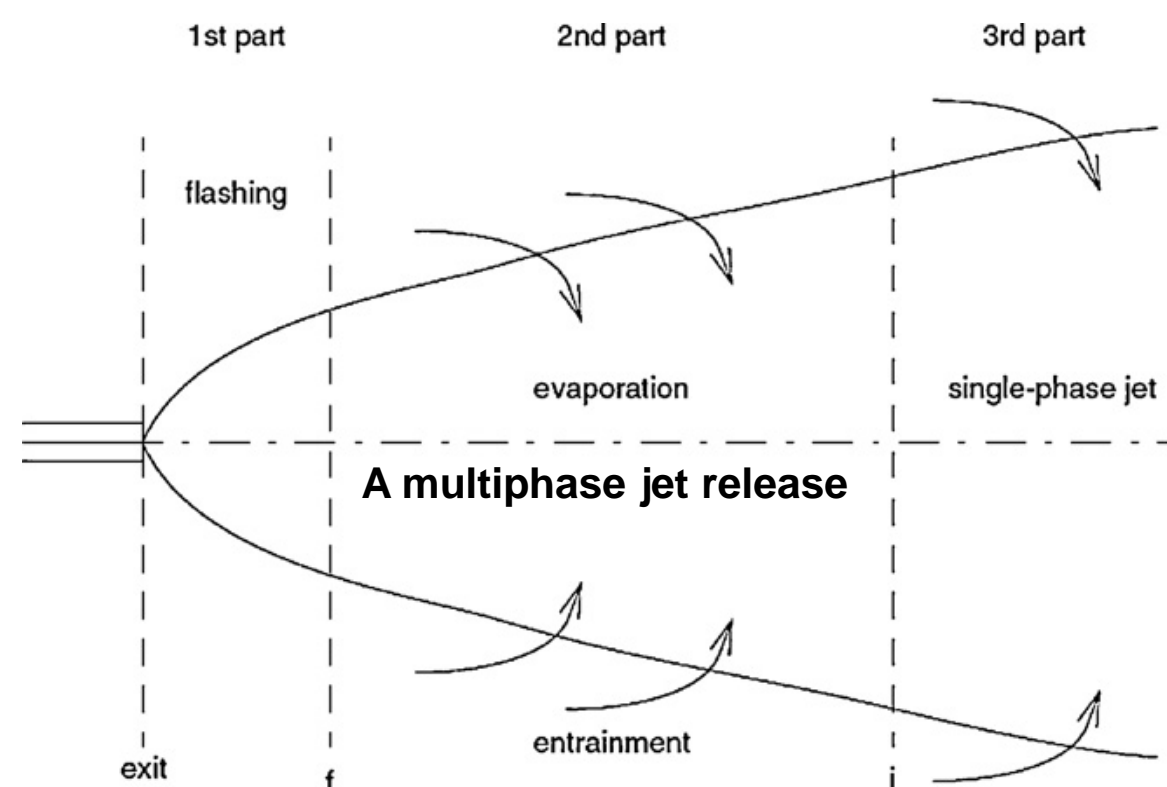 1st part 2nd part 3rd part
flashing
evaporation single-phase jet
A multiphase jet release
entrainment
exit f j